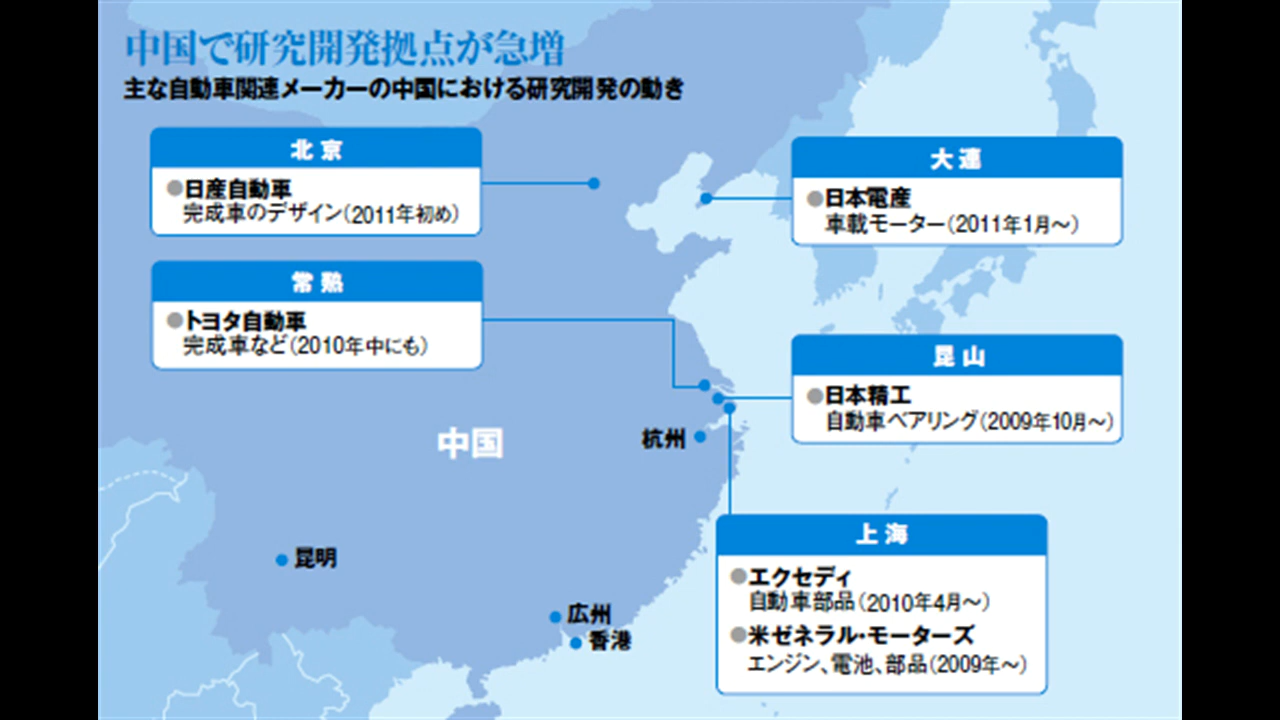 中国で研究開発拠点が急増
主な自動車関連メーカーの中国における研究開発の動き
北京
●日産自動車
完成車のデザイン(2011年初め)
大連
●日本電産
車載モーター(2011年1月～)
常熟
●トヨタ自動車
完成車など(2010年中にも)
昆山
●日本精工
自動車ベアリング(2009年10月～)
中国
杭州
上海
●エクセディ
自動車部品(2010年4月～)
●米ゼネラル・モーターズ
エンジン、電池、部品(2009年～)
昆明
広州
香港